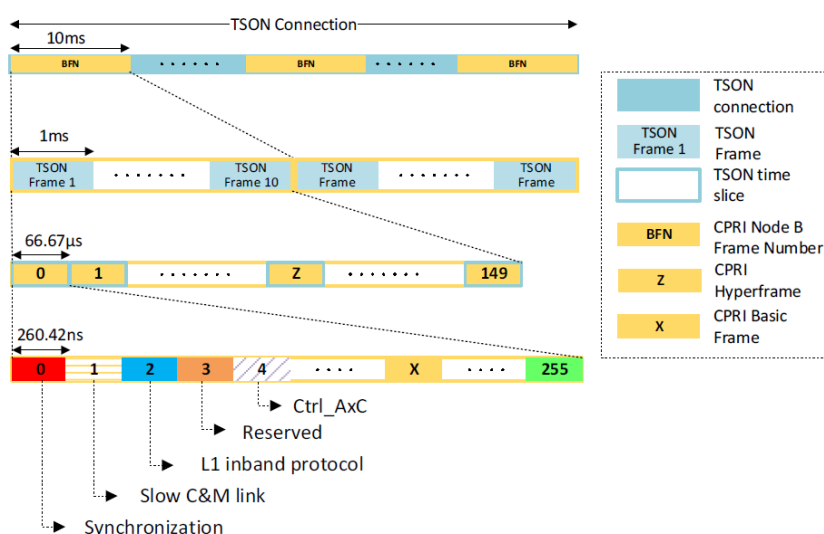 TSON Connection
10ms
BFN
BFN
BFN
1ms
TSON
Frame 1
TSON
Frame 10
TSON
Frame
TSON
Frame
66.67µs
0
1
Z
149
260.42ns
0
1
2
3
4
X
255
Ctrl_AxC
Reserved
L1 inband protocol
Slow C&M link
Synchronization
TSON
connection
TSON
Frame 1
TSON
Frame
TSON time
slice
BFN
CPRI Node B
Frame Number
Z
CPRI
Hyperframe
X
CPRI Basic
Frame